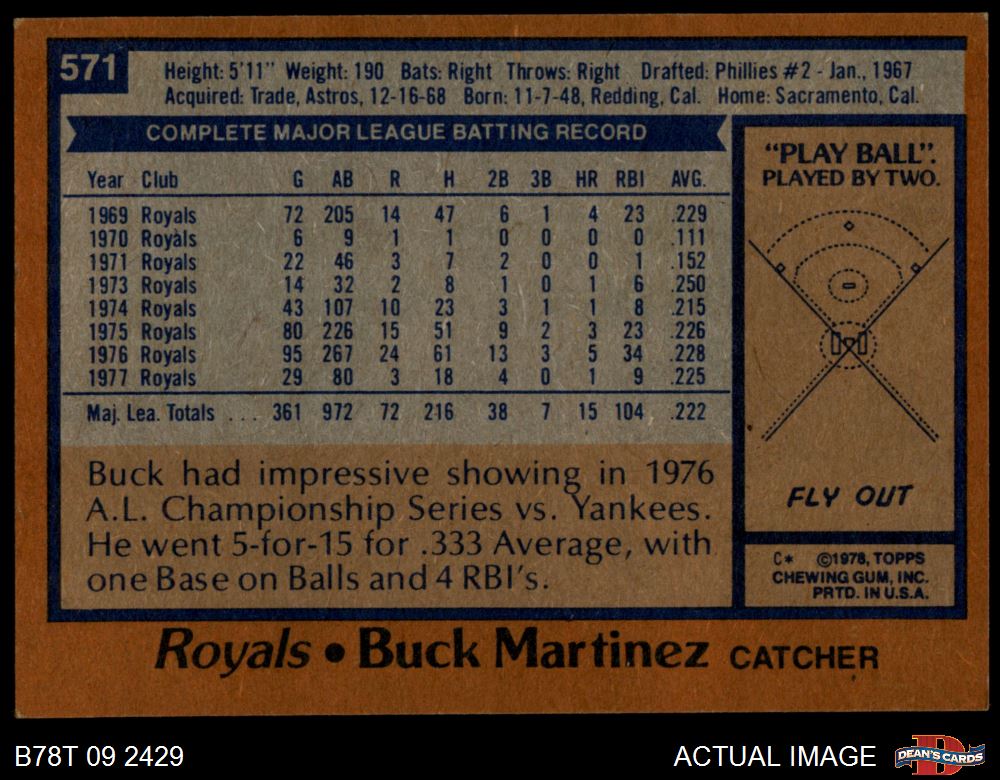 571
Height: 5'11" Weight: 190 Bats: Right Throws: Right Drafted: Phillies #2 - Jan., 1967
Acquired: Trade, Astros, 12-16-68 Born: 11-7-48, Redding, Cal. Home: Sacramento, Cal.
COMPLETE MAJOR LEAGUE BATTING RECORD
Year Club G AB R H 2B 3B HR RBI AVG.
1969 Royals 72 205 14 47 6 1 4 23 .229
1970 Royals 6 9 1 1 0 0 0 0 .111
1971 Royals 22 46 3 7 2 0 0 1 .152
1973 Royals 14 32 2 8 1 0 1 6 .250
1974 Royals 43 107 10 23 3 1 1 8 .215
1975 Royals 80 226 15 51 9 2 3 23 .226
1976 Royals 95 267 24 61 13 3 5 34 .228
1977 Royals 29 80 3 18 4 0 1 9 .225
Maj. Lea. Totals ... 361 972 72 216 38 7 15 104 .222
Buck had impressive showing in 1976
A.L. Championship Series vs. Yankees.
He went 5-for-15 for .333 Average, with
one Base on Balls and 4 RBI's.
"PLAY BALL".
PLAYED BY TWO.
FLY OUT
C* ©1978, TOPPS
CHEWING GUM, INC.
PRTD. IN U.S.A.
Royals • Buck Martinez CATCHER
B78T 09 2429
ACTUAL IMAGE
DEAN'S CARDS